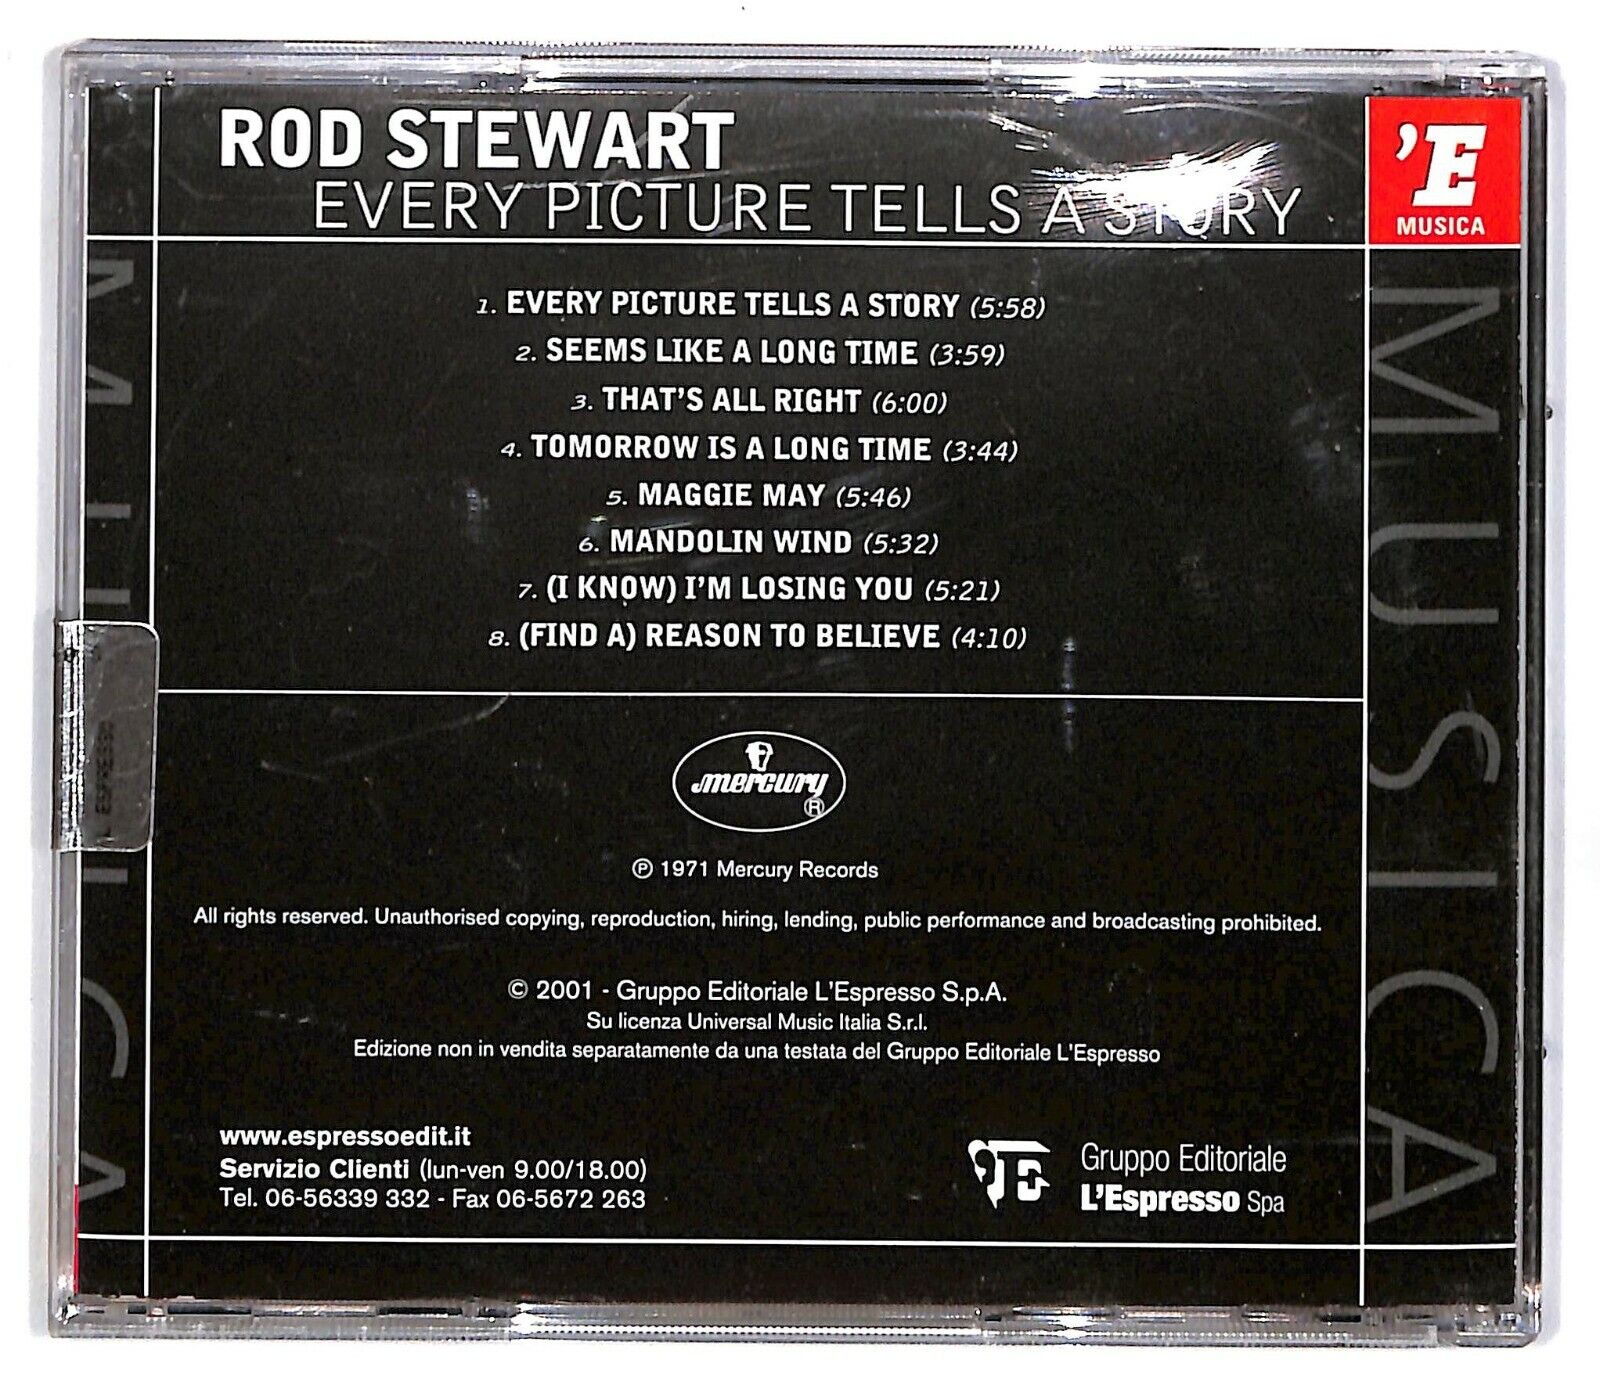 ROD STEWART
EVERY PICTURE TELLS A STORY
'E
MUSICA
1. EVERY PICTURE TELLS A STORY (5:58)
2. SEEMS LIKE A LONG TIME (3:59)
3. THAT'S ALL RIGHT (6:00)
4. TOMORROW IS A LONG TIME (3:44)
5. MAGGIE MAY (5:46)
6. MANDOLIN WIND (5:32)
7. (I KNOW) I'M LOSING YOU (5:21)
8. (FIND A) REASON TO BELIEVE (4:10)
MUSICA
MUSICA
ESPRESSO
mercury ®
℗ 1971 Mercury Records
All rights reserved. Unauthorised copying, reproduction, hiring, lending, public performance and broadcasting prohibited.
© 2001 - Gruppo Editoriale L'Espresso S.p.A.
Su licenza Universal Music Italia S.r.l.
Edizione non in vendita separatamente da una testata del Gruppo Editoriale L'Espresso
www.espressoedit.it
Servizio Clienti (lun-ven 9.00/18.00)
Tel. 06-56339 332 - Fax 06-5672 263
Gruppo Editoriale
L'Espresso Spa